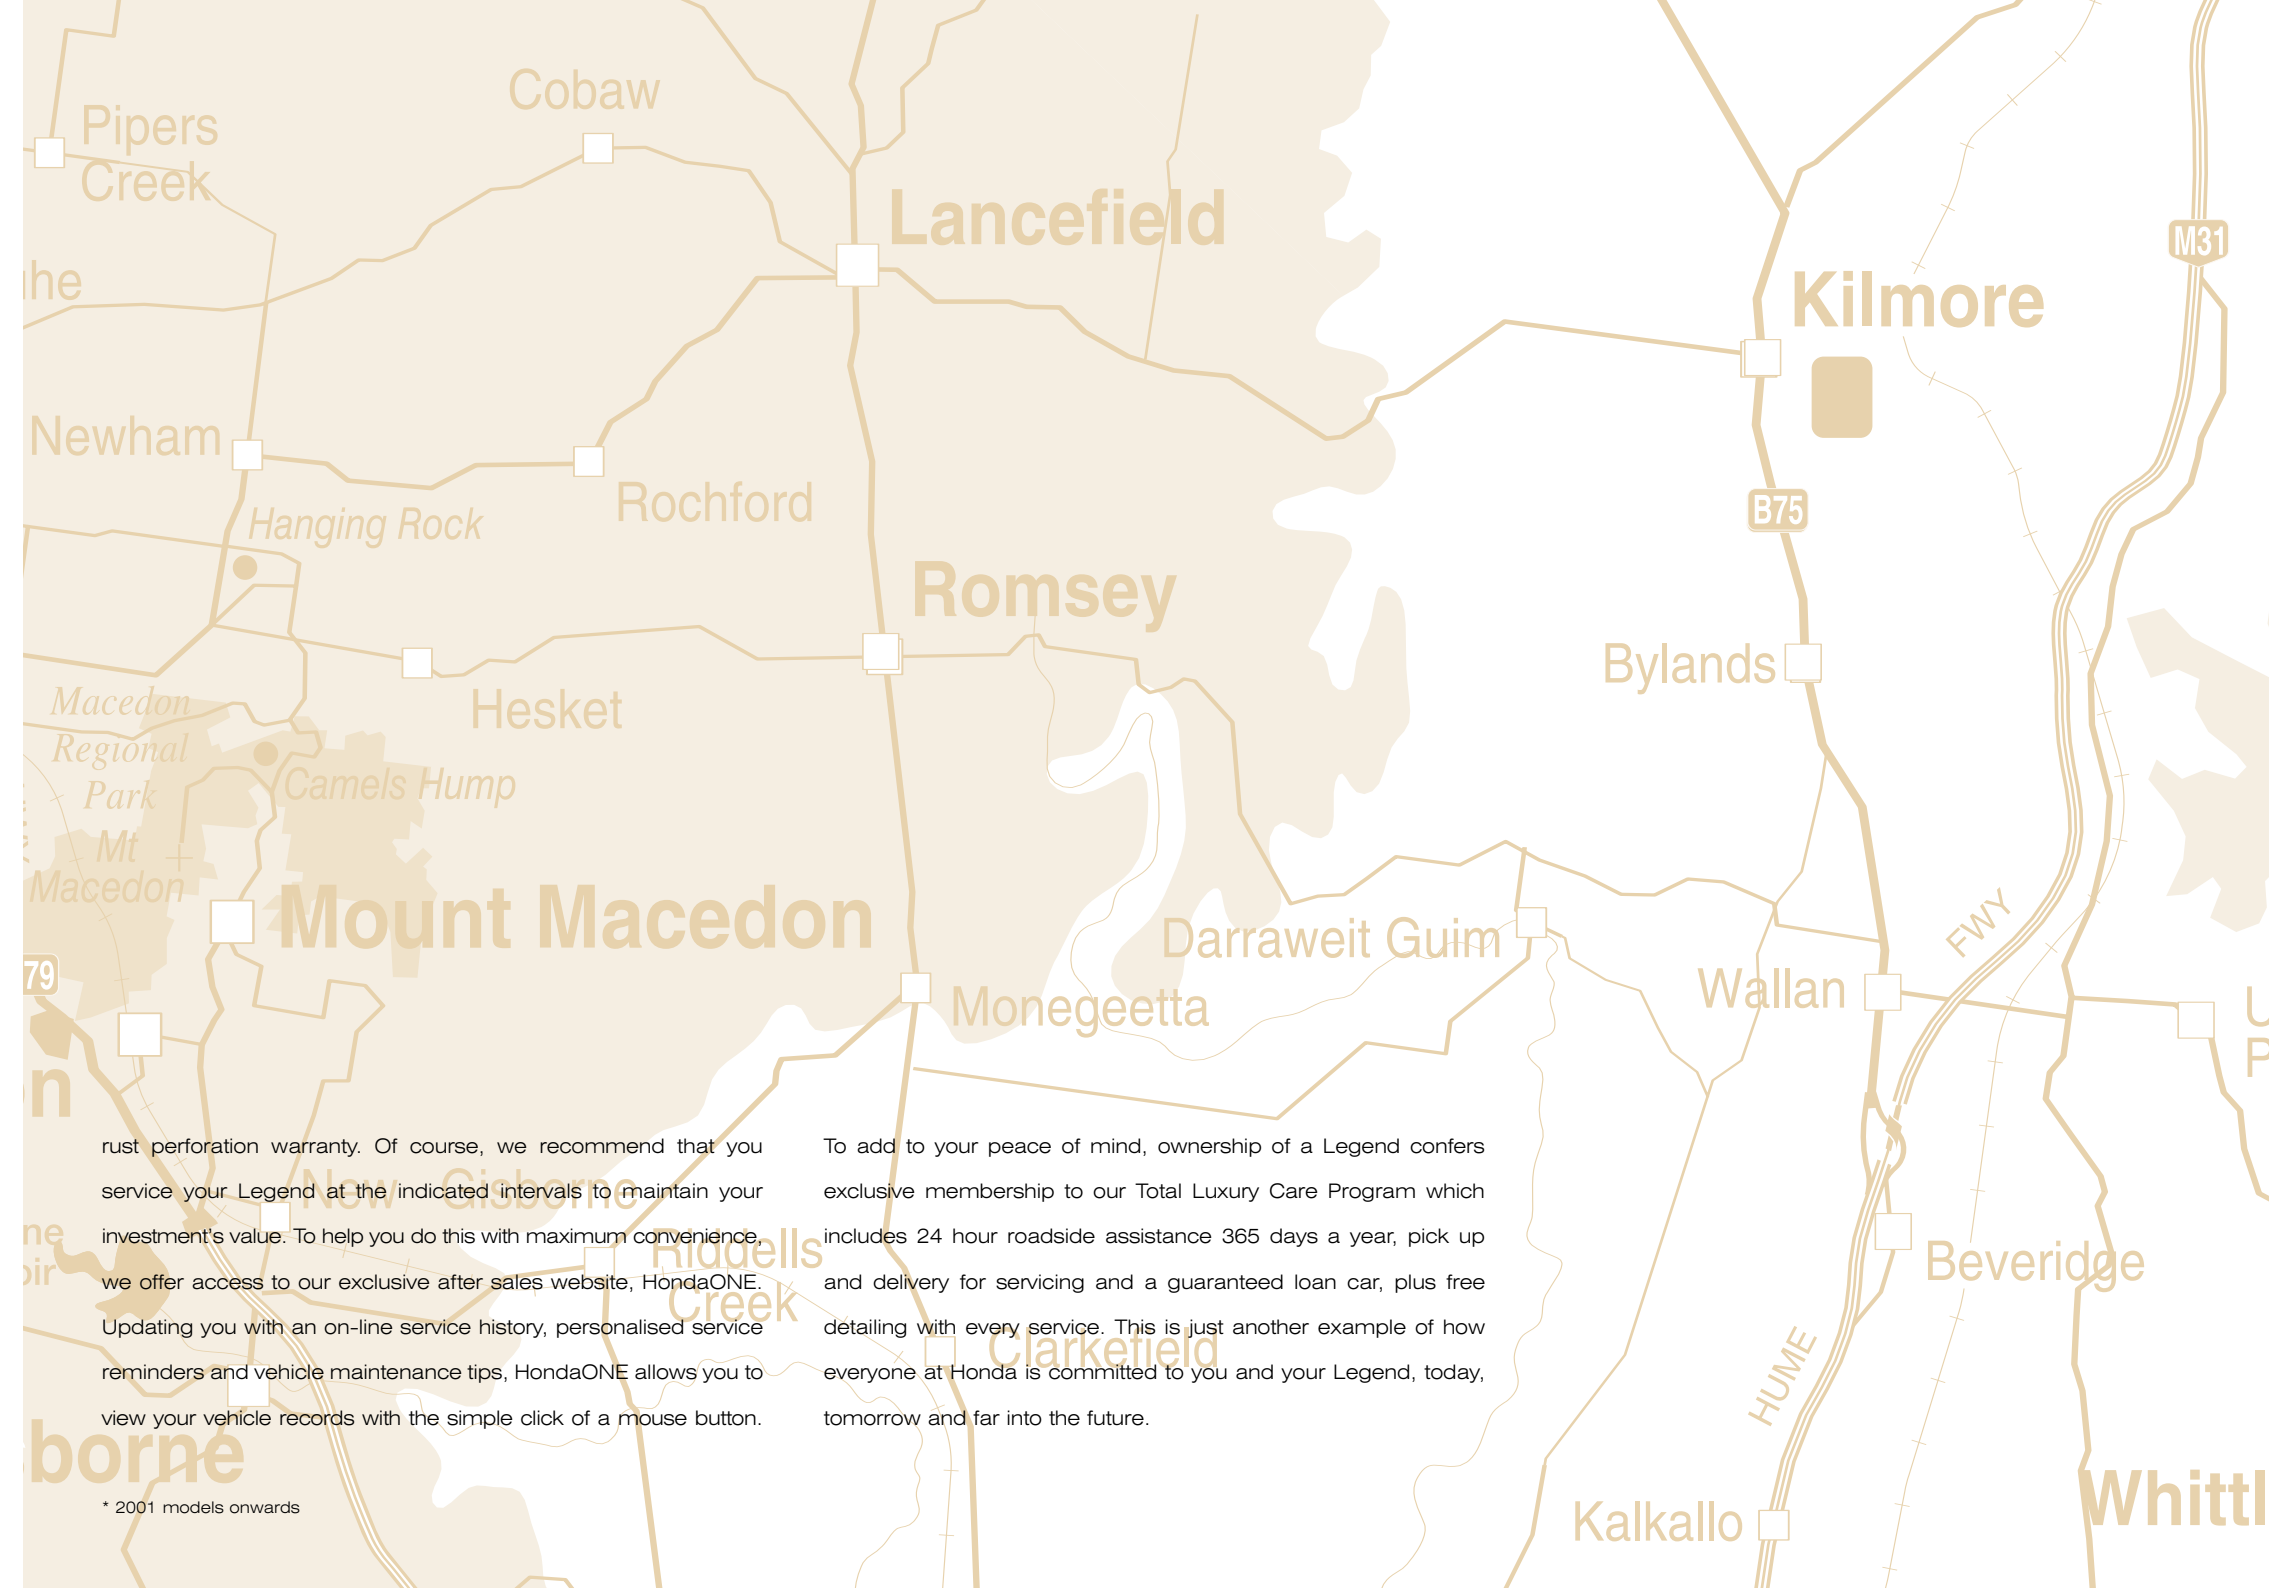 Cobaw
Pipers
Creek
Lancefield
M31
he
Kilmore
Newham
Rochford
Hanging Rock
B75
Romsey
Bylands
Hesket
Macedon
Regional
Park
Camels Hump
Mt
Macedon
Mount Macedon
Darraweit Guim
FWY
79
Wallan
Monegeetta
U
P
n
rust perforation warranty. Of course, we recommend that you
service your Legend at the indicated intervals to maintain your
investment's value. To help you do this with maximum convenience,
we offer access to our exclusive after sales website, HondaONE.
Updating you with an on-line service history, personalised service
reminders and vehicle maintenance tips, HondaONE allows you to
view your vehicle records with the simple click of a mouse button.
To add to your peace of mind, ownership of a Legend confers
exclusive membership to our Total Luxury Care Program which
includes 24 hour roadside assistance 365 days a year, pick up
and delivery for servicing and a guaranteed loan car, plus free
detailing with every service. This is just another example of how
everyone at Honda is committed to you and your Legend, today,
tomorrow and far into the future.
New Gisborne
ne
oir
Riddells
Creek
Beveridge
Clarkefield
HUME
borne
Whittl
* 2001 models onwards
Kalkallo